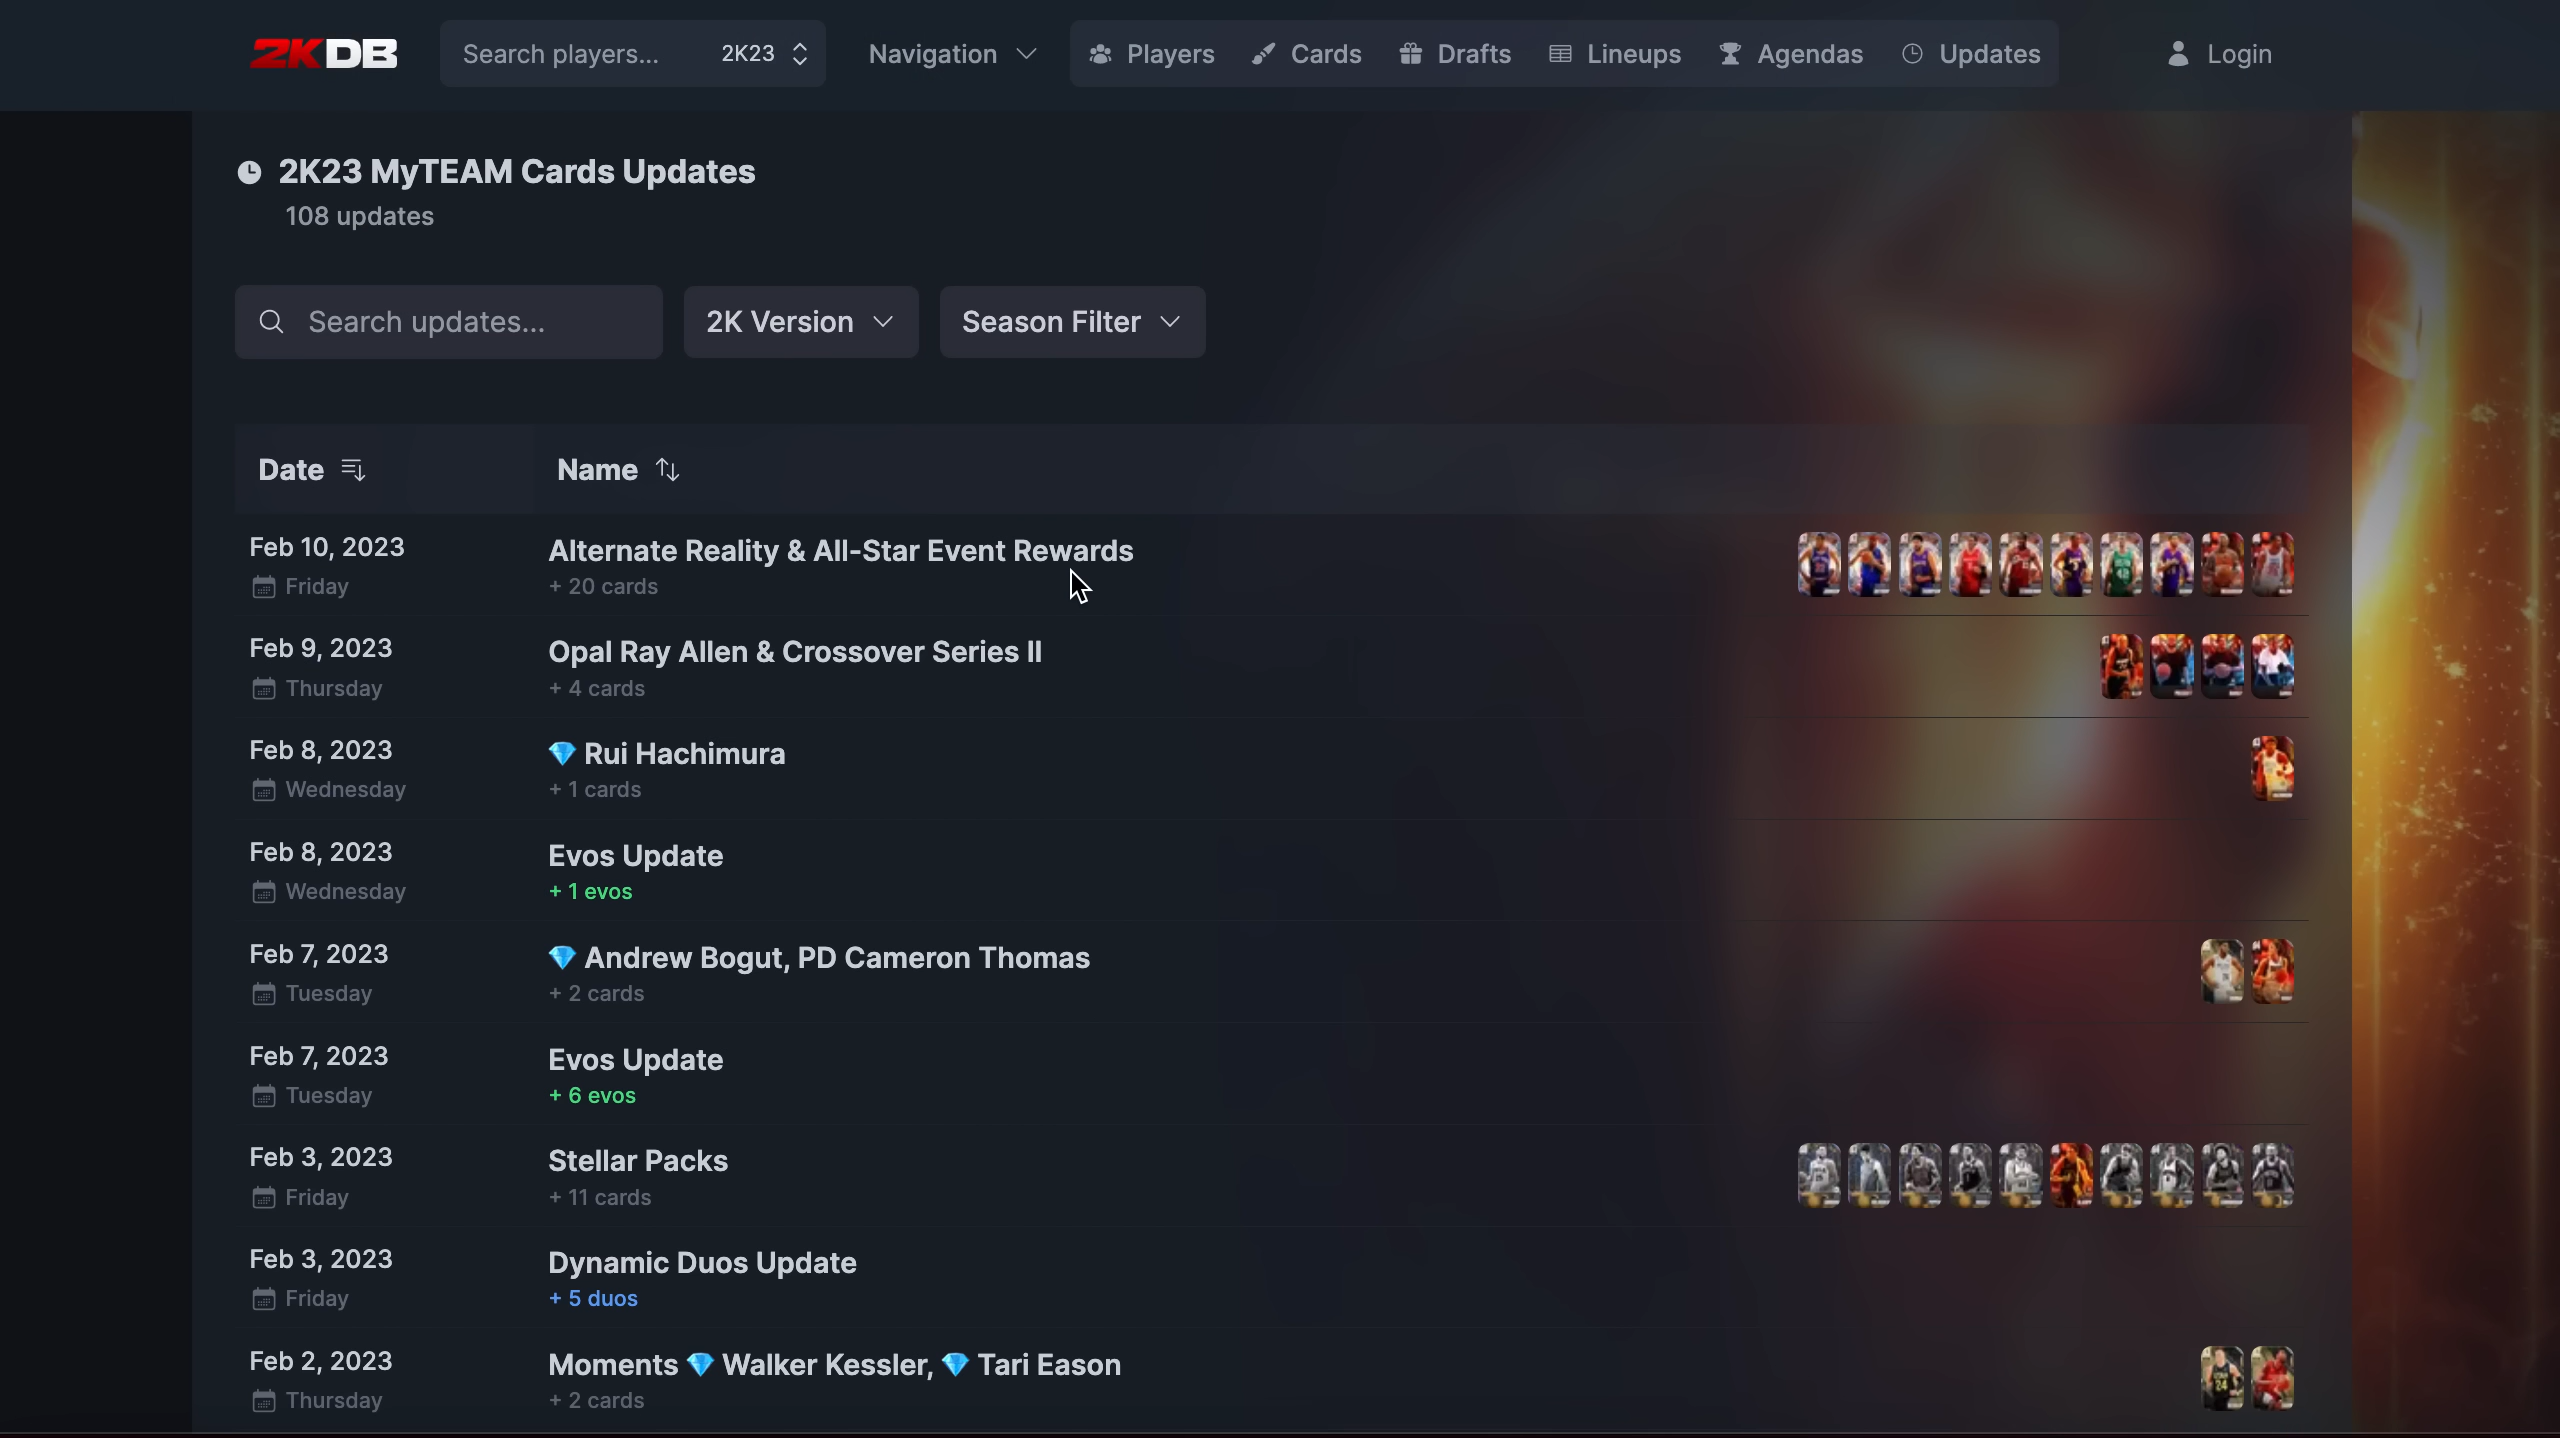 2KDB
Search players...
2K23
Navigation
Players
Cards
Drafts
Lineups
Agendas
Updates
Login
2K23 MyTEAM Cards Updates
108 updates
Search updates...
2K Version
Season Filter
Date
Name
Feb 10, 2023
Alternate Reality & All-Star Event Rewards
Friday
+ 20 cards
Feb 9, 2023
Opal Ray Allen & Crossover Series II
Thursday
+ 4 cards
Feb 8, 2023
💎 Rui Hachimura
Wednesday
+ 1 cards
Feb 8, 2023
Evos Update
Wednesday
+ 1 evos
Feb 7, 2023
💎 Andrew Bogut, PD Cameron Thomas
Tuesday
+ 2 cards
Feb 7, 2023
Evos Update
Tuesday
+ 6 evos
Feb 3, 2023
Stellar Packs
Friday
+ 11 cards
Feb 3, 2023
Dynamic Duos Update
Friday
+ 5 duos
Feb 2, 2023
Moments 💎 Walker Kessler, 💎 Tari Eason
Thursday
+ 2 cards